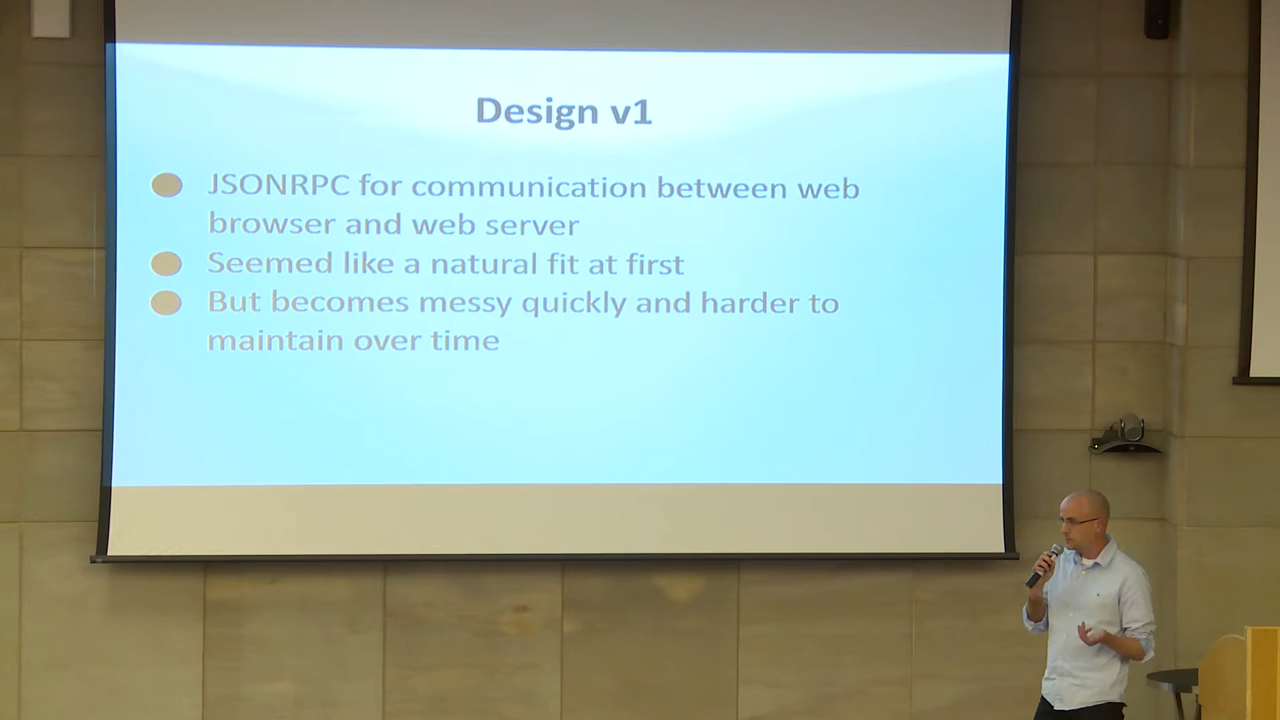 Design v1
JSONRPC for communication between web
browser and web server
Seemed like a natural fit at first
But becomes messy quickly and harder to
maintain over time